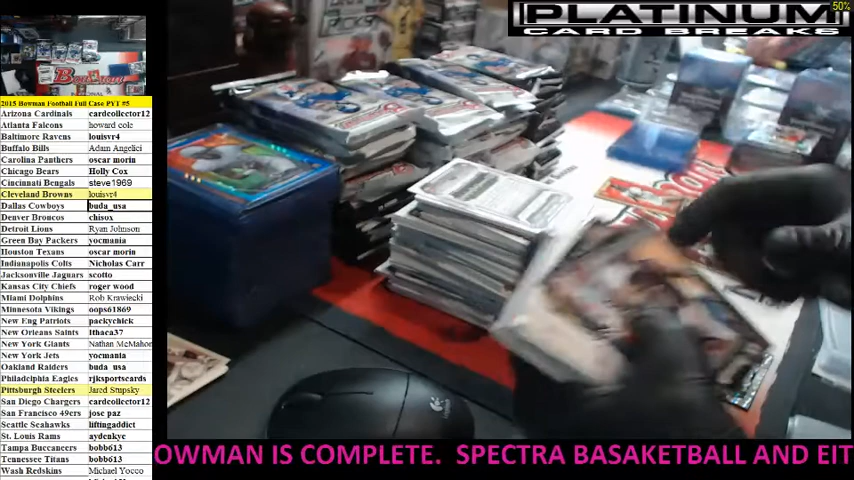 50%
PLATINUM
CARD BREAKS
Bowman
2015 Bowman Football Full Case PYT #5
Arizona Cardinals cardcollector12
Atlanta Falcons howard cole
Baltimore Ravens louisvr4
Buffalo Bills Adam Angelici
Carolina Panthers oscar morin
Chicago Bears Holly Cox
Cincinnati Bengals steve1969
Cleveland Browns louisvr4
Dallas Cowboys buda_usa
Denver Broncos chisox
Detroit Lions Ryan Johnson
Green Bay Packers yocmania
Houston Texans oscar morin
Indianapolis Colts Nicholas Carr
Jacksonville Jaguars scotto
Kansas City Chiefs roger wood
Miami Dolphins Rob Krawiecki
Minnesota Vikings oops61869
New Eng Patriots packychick
New Orleans Saints Ithaca37
New York Giants Nathan McMahon
New York Jets yocmania
Oakland Raiders buda_usa
Philadelphia Eagles rjksportscards
Pittsburgh Steelers Jared Stupsky
San Diego Chargers cardcollector12
San Francisco 49ers jose paz
Seattle Seahawks liftingaddict
St. Louis Rams aydenkyc
Tampa Buccaneers bobb613
Tennessee Titans bobb613
Wash Redskins Michael Yocco
logitech
OWMAN IS COMPLETE. SPECTRA BASAKETBALL AND EIT